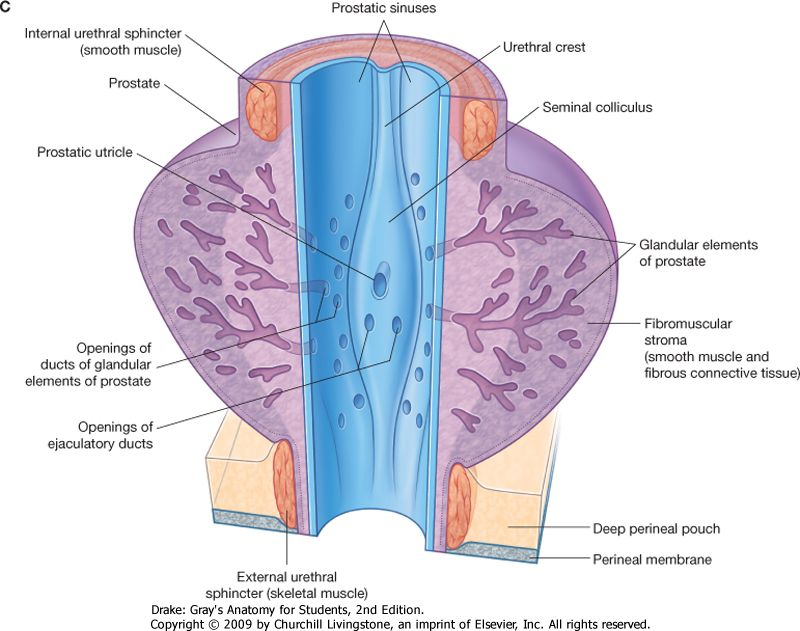 C
Prostatic sinuses
Internal urethral sphincter
(smooth muscle)
Urethral crest
Prostate
Seminal colliculus
Prostatic utricle
Glandular elements
of prostate
Fibromuscular
stroma
(smooth muscle and
fibrous connective tissue)
Openings of
ducts of glandular
elements of prostate
Openings of
ejaculatory ducts
Deep perineal pouch
Perineal membrane
External urethral
sphincter (skeletal muscle)
Drake: Gray's Anatomy for Students, 2nd Edition.
Copyright © 2009 by Churchill Livingstone, an imprint of Elsevier, Inc. All rights reserved.